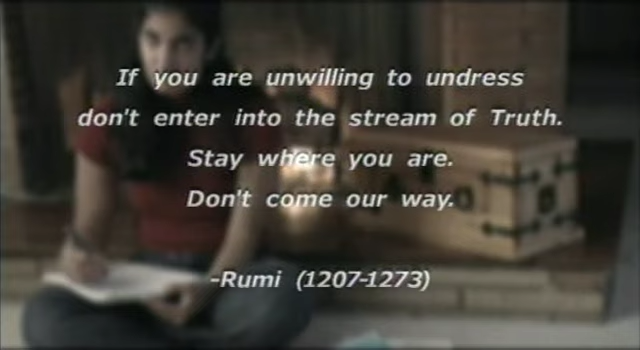 If you are unwilling to undress
don't enter into the stream of Truth.
Stay where you are.
Don't come our way.
-Rumi (1207-1273)